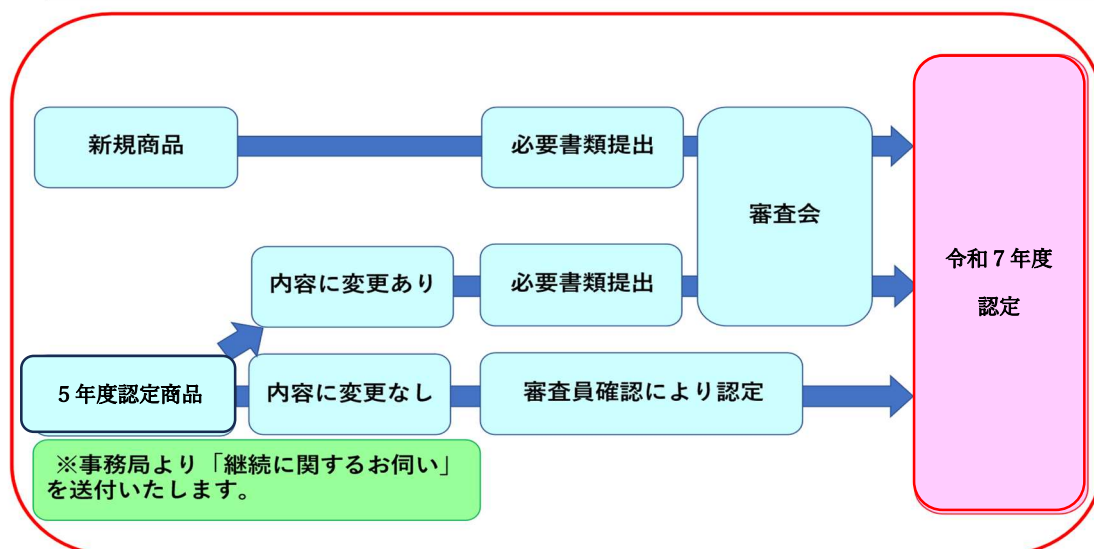 新規商品
必要書類提出
審査会
令和７年度
認定
内容に変更あり
必要書類提出
５年度認定商品
内容に変更なし
審査員確認により認定
※事務局より「継続に関するお伺い」
を送付いたします。